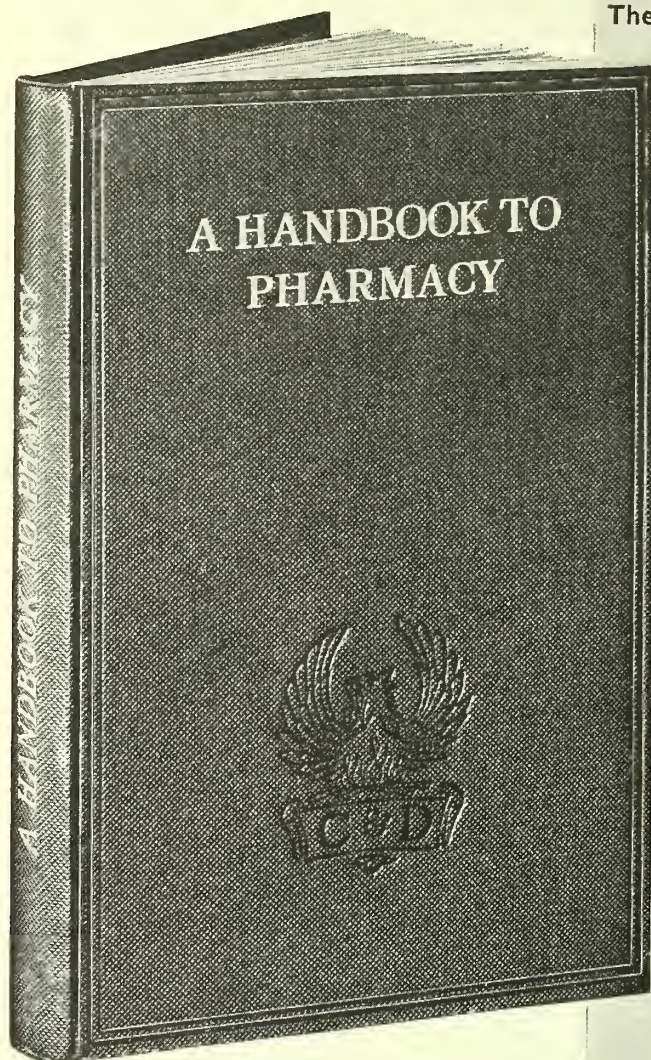 The
A HANDBOOK TO
PHARMACY
A HANDBOOK TO PHARMACY
C & D